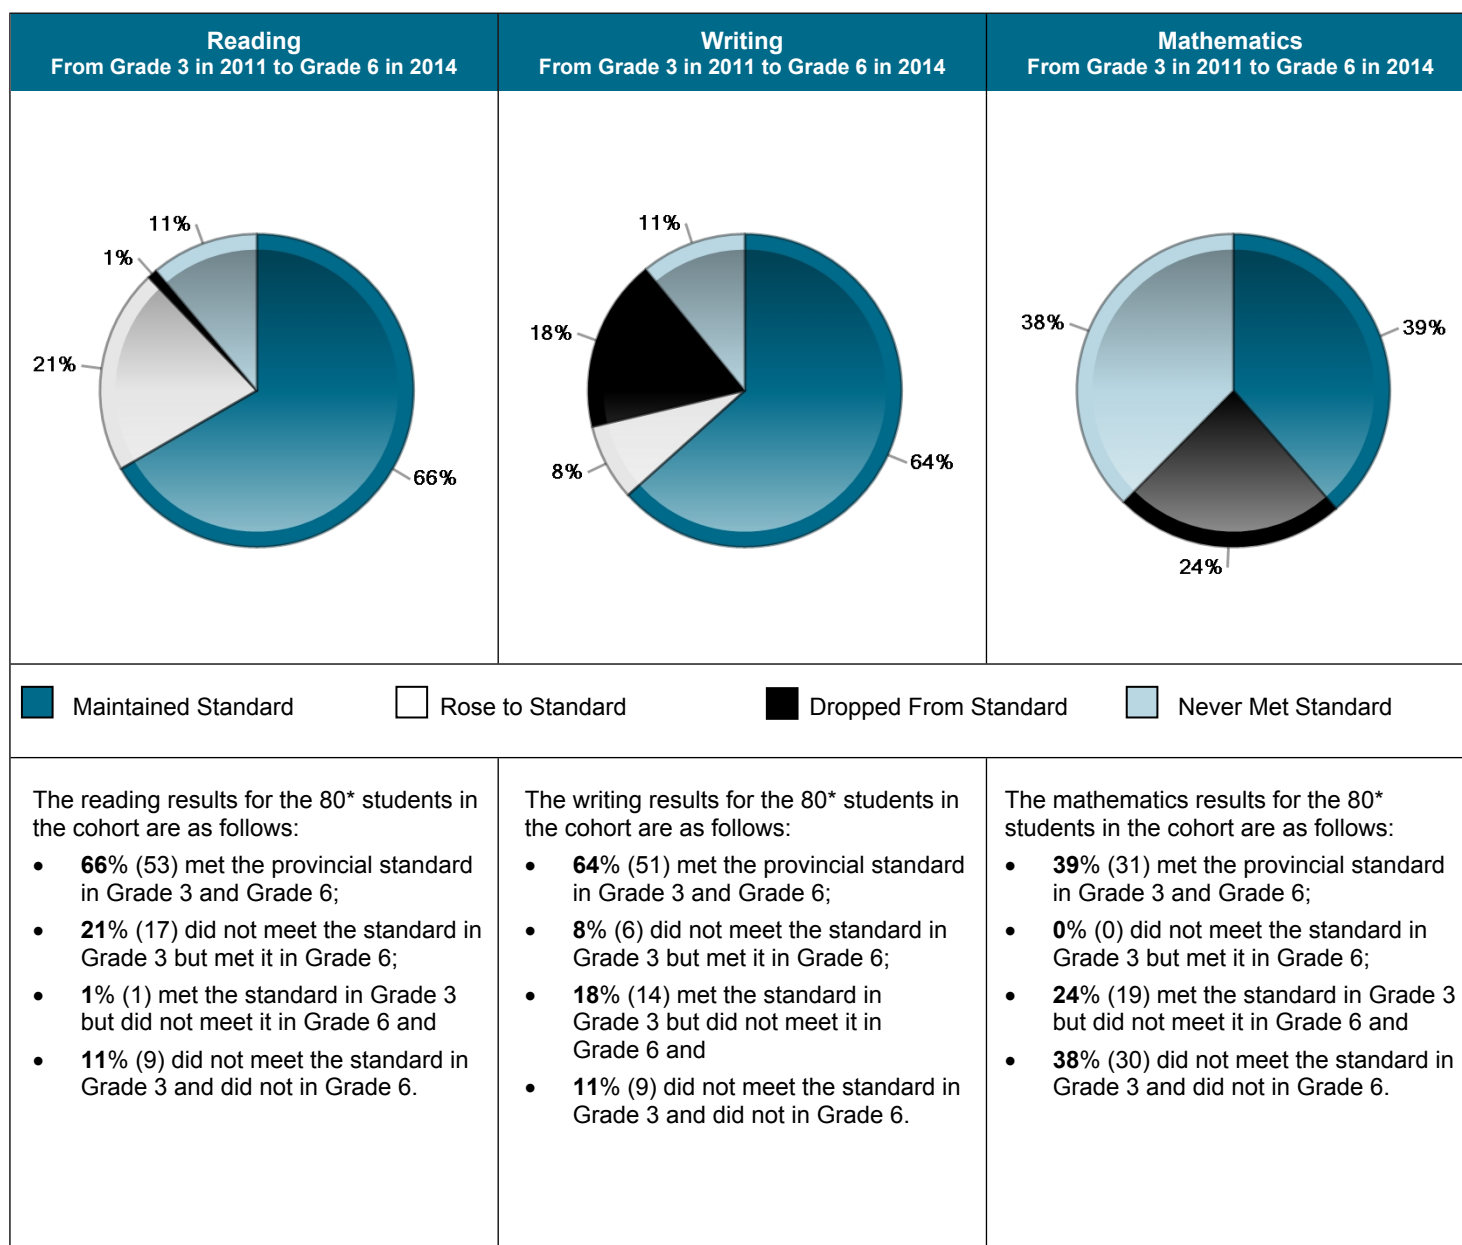 Reading
From Grade 3 in 2011 to Grade 6 in 2014
Writing
From Grade 3 in 2011 to Grade 6 in 2014
Mathematics
From Grade 3 in 2011 to Grade 6 in 2014
11%
1%
21%
66%
11%
18%
8%
64%
38%
39%
24%
Maintained Standard
Rose to Standard
Dropped From Standard
Never Met Standard
The reading results for the 80* students in
the cohort are as follows:
• 66% (53) met the provincial standard
in Grade 3 and Grade 6;
• 21% (17) did not meet the standard in
Grade 3 but met it in Grade 6;
• 1% (1) met the standard in Grade 3
but did not meet it in Grade 6 and
• 11% (9) did not meet the standard in
Grade 3 and did not in Grade 6.
The writing results for the 80* students in
the cohort are as follows:
• 64% (51) met the provincial standard
in Grade 3 and Grade 6;
• 8% (6) did not meet the standard in
Grade 3 but met it in Grade 6;
• 18% (14) met the standard in
Grade 3 but did not meet it in
Grade 6 and
• 11% (9) did not meet the standard in
Grade 3 and did not in Grade 6.
The mathematics results for the 80*
students in the cohort are as follows:
• 39% (31) met the provincial standard
in Grade 3 and Grade 6;
• 0% (0) did not meet the standard in
Grade 3 but met it in Grade 6;
• 24% (19) met the standard in Grade 3
but did not meet it in Grade 6 and
• 38% (30) did not meet the standard in
Grade 3 and did not in Grade 6.